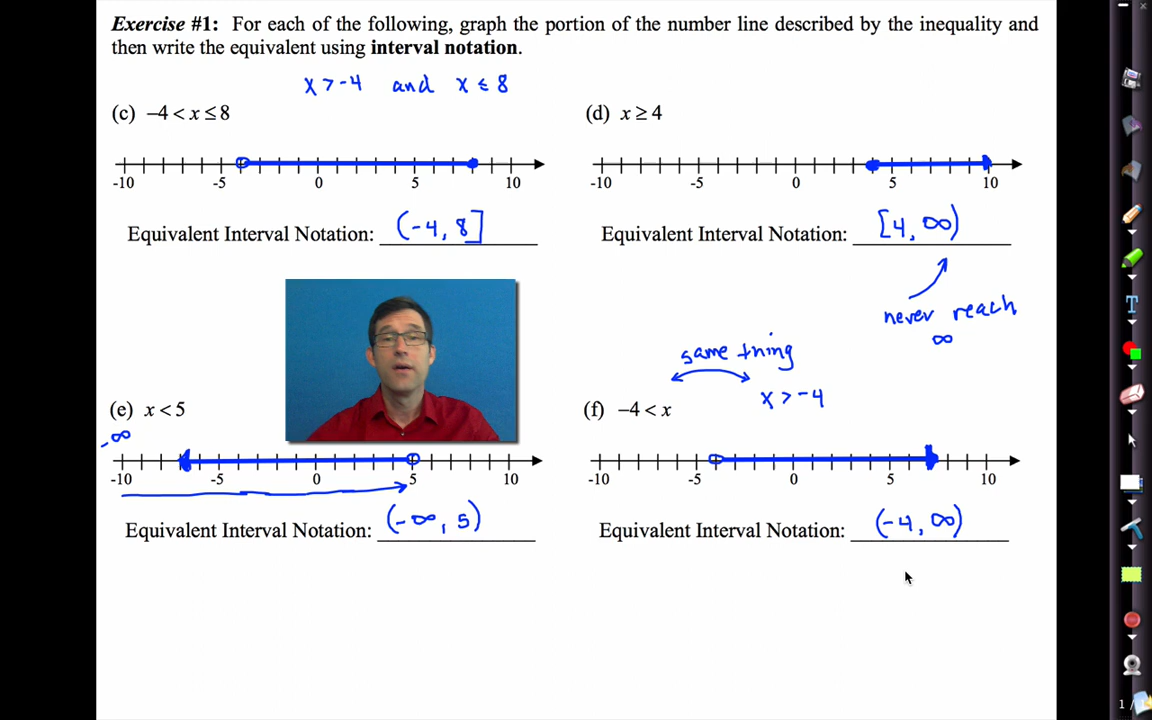 Exercise #1: For each of the following, graph the portion of the number line described by the inequality and
then write the equivalent using interval notation.
x > -4 and x ≤ 8
(c) −4 < x ≤ 8
-10 -5 0 5 10
Equivalent Interval Notation: (-4, 8]
(d) x ≥ 4
-10 -5 0 5 10
Equivalent Interval Notation: [4, ∞)
never reach
∞
(e) x < 5
-∞
-10 -5 0 5 10
Equivalent Interval Notation: (-∞, 5)
same thing
(f) −4 < x
x > -4
-10 -5 0 5 10
Equivalent Interval Notation: (-4, ∞)
T
1 /